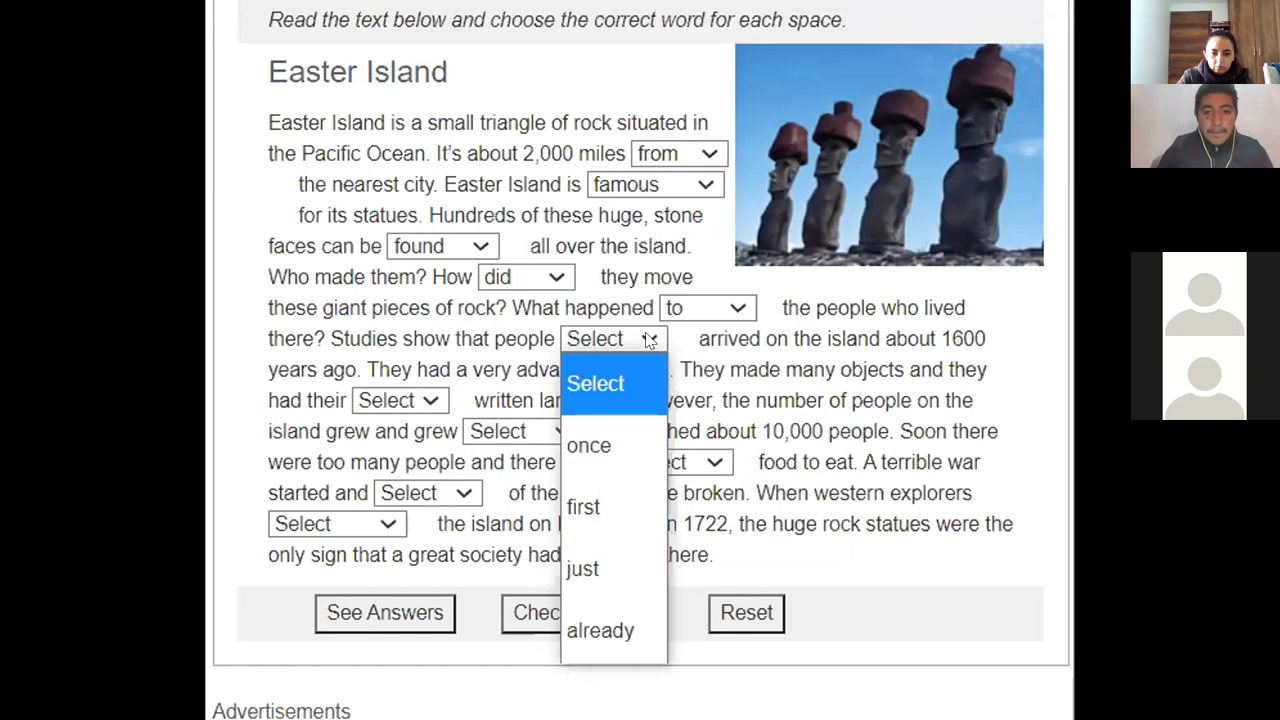 Read the text below and choose the correct word for each space.
Easter Island
Easter Island is a small triangle of rock situated in
the Pacific Ocean. It's about 2,000 miles from
the nearest city. Easter Island is famous
for its statues. Hundreds of these huge, stone
faces can be found all over the island.
Who made them? How did they move
these giant pieces of rock? What happened to the people who lived
there? Studies show that people Select arrived on the island about 1600
years ago. They had a very . They made many objects and they
had their Select written the number of people on the
island grew and grew Select about 10,000 people. Soon there
were too many people and there food to eat. A terrible war
started and Select of the broken. When western explorers
Select the island on 1722, the huge rock statues were the
only sign that a great society had here.
Select
once
first
just
already
See Answers Reset
Advertisements